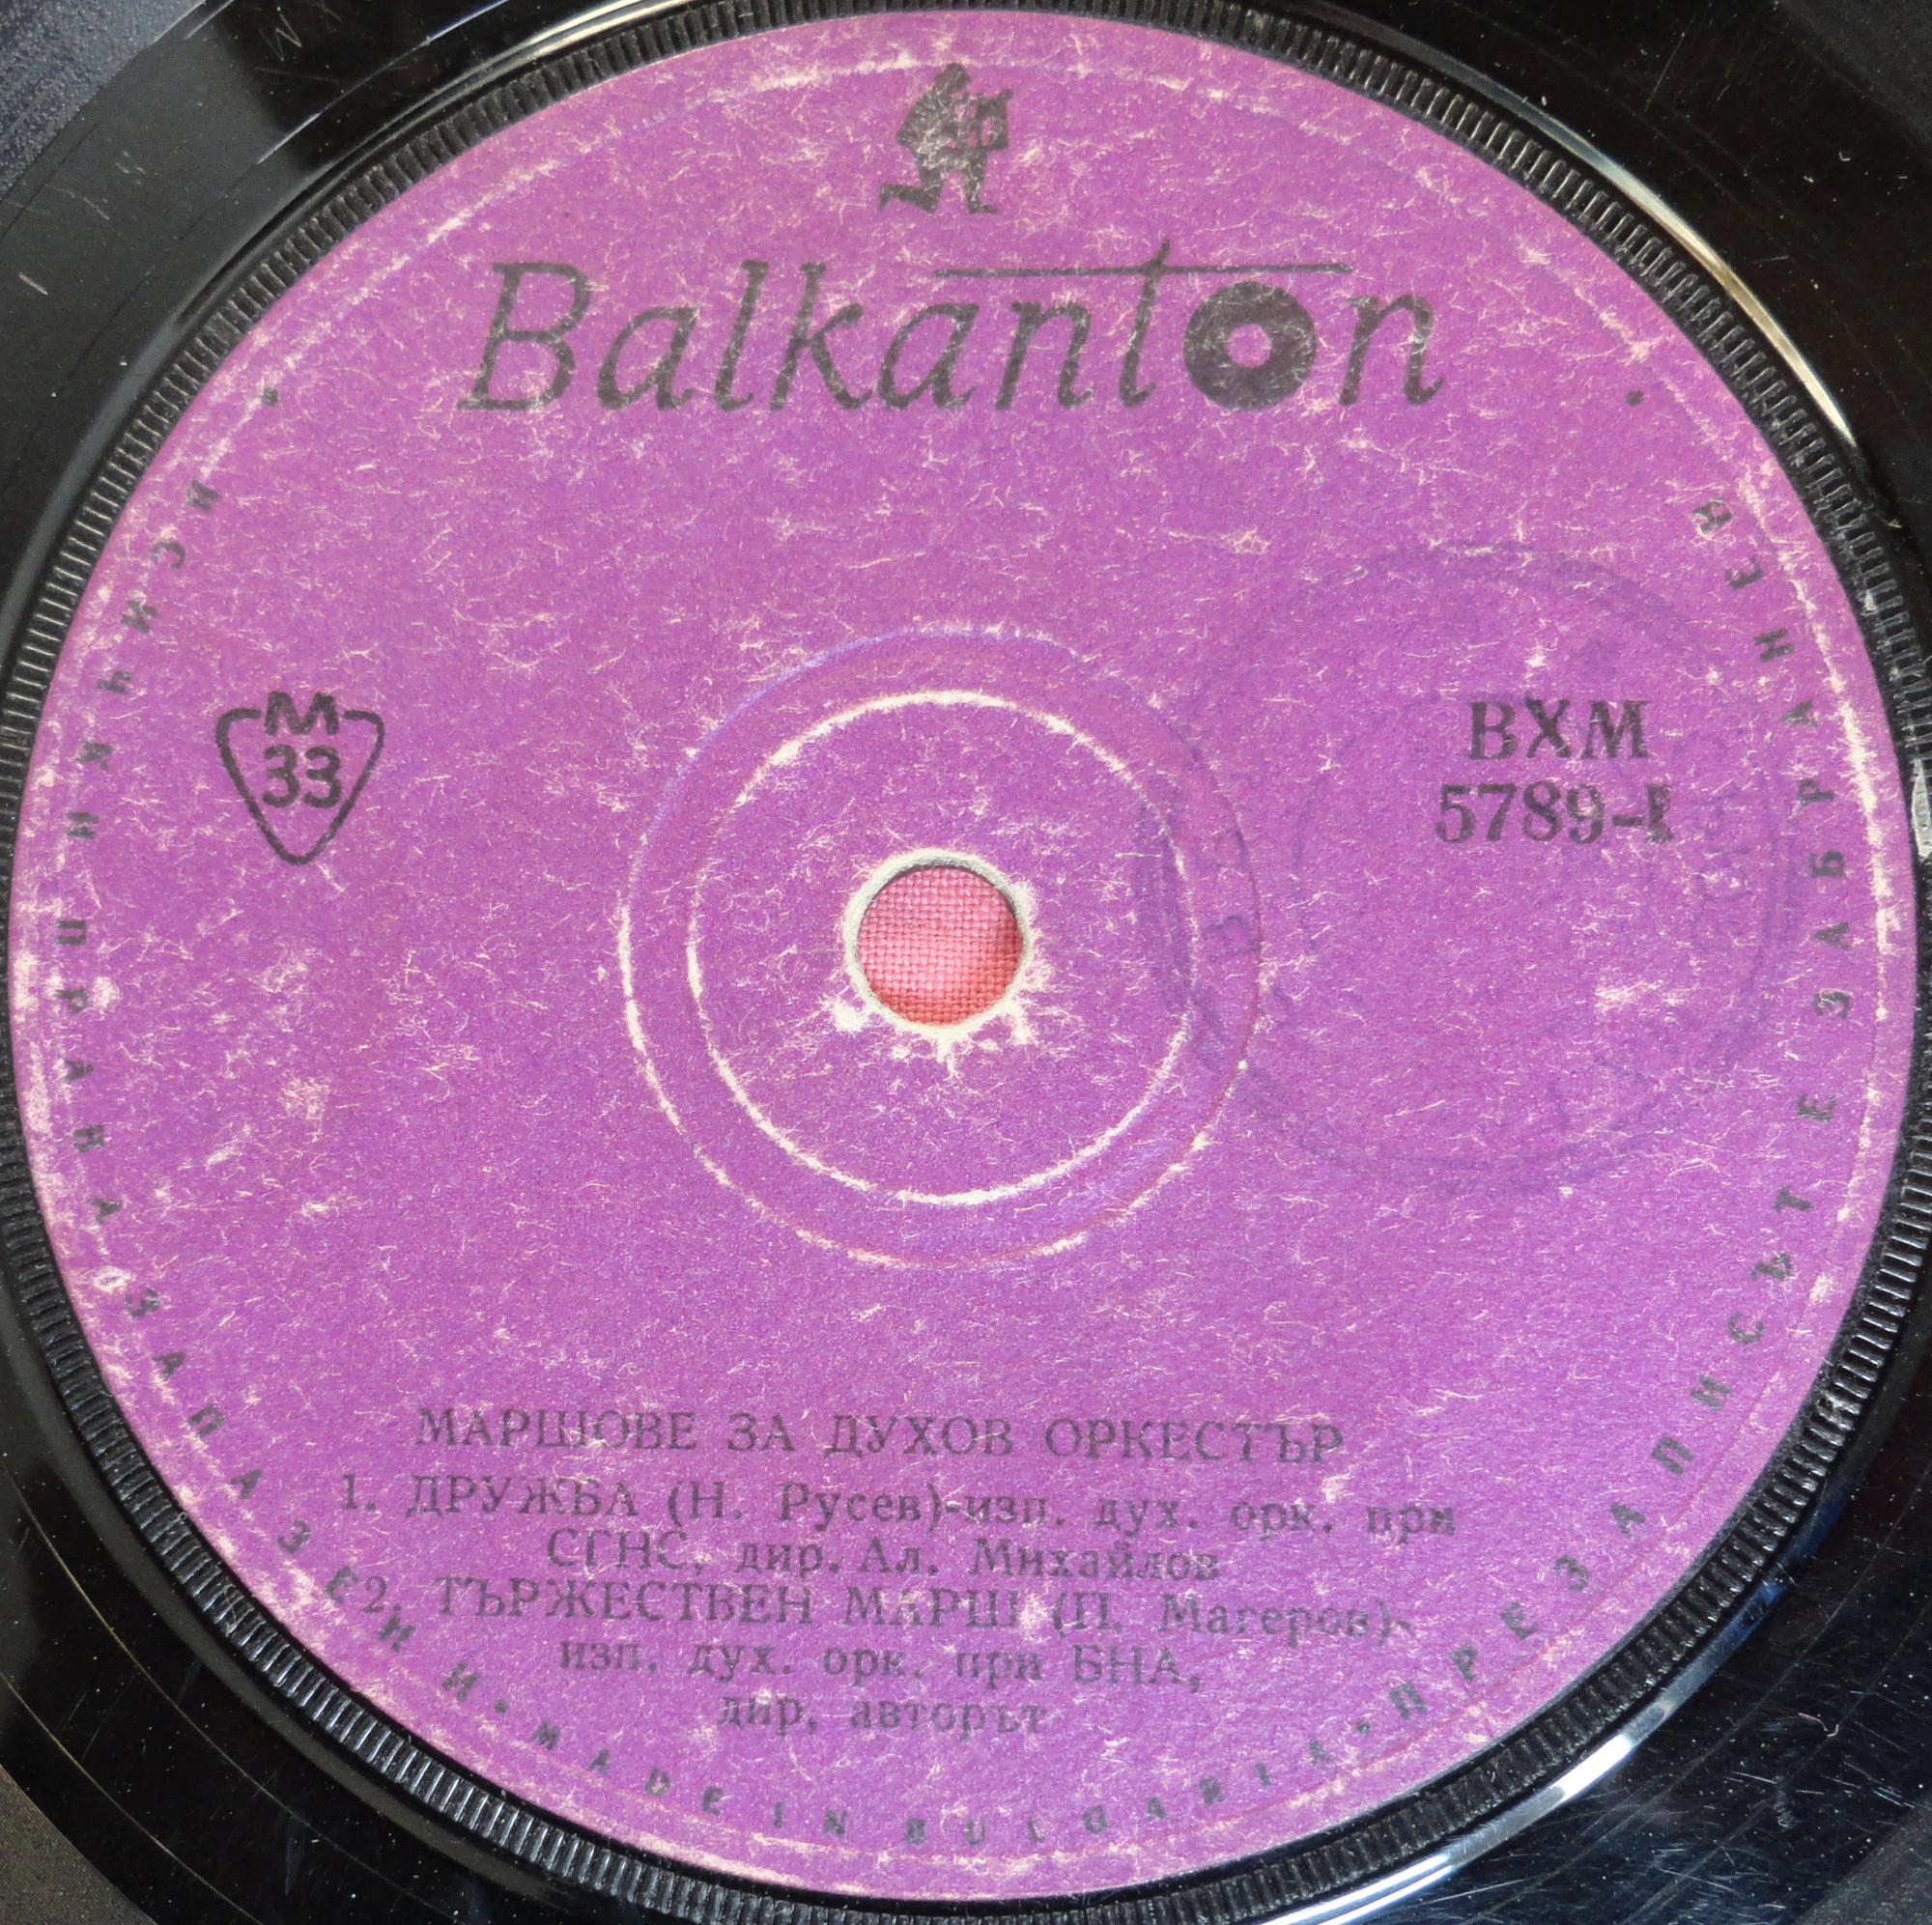 Balkanton
M
33
ВХМ
5789-I
МАРШОВЕ ЗА ДУХОВ ОРКЕСТЪР
1. ДРУЖБА (Н. Русев)-изп. дух. орк. при
СГНС, дир. Ал. Михайлов
2. ТЪРЖЕСТВЕН МАРШ (П. Магеров)-
изп. дух. орк. при БНА,
дир. авторът
ВСИЧКИ ПРАВА ЗАПАЗЕНИ • MADE IN BULGARIA • ПРЕЗАПИСЪТ Е ЗАБРАНЕН